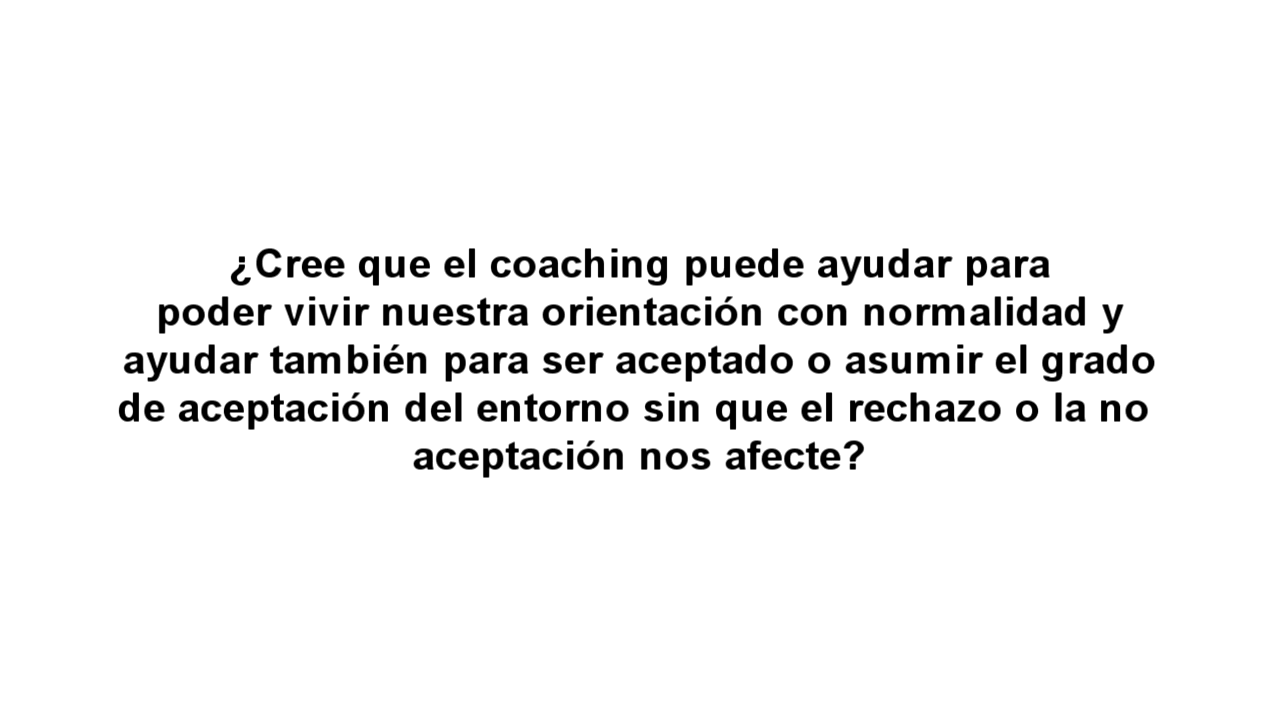 ¿Cree que el coaching puede ayudar para
poder vivir nuestra orientación con normalidad y
ayudar también para ser aceptado o asumir el grado
de aceptación del entorno sin que el rechazo o la no
aceptación nos afecte?